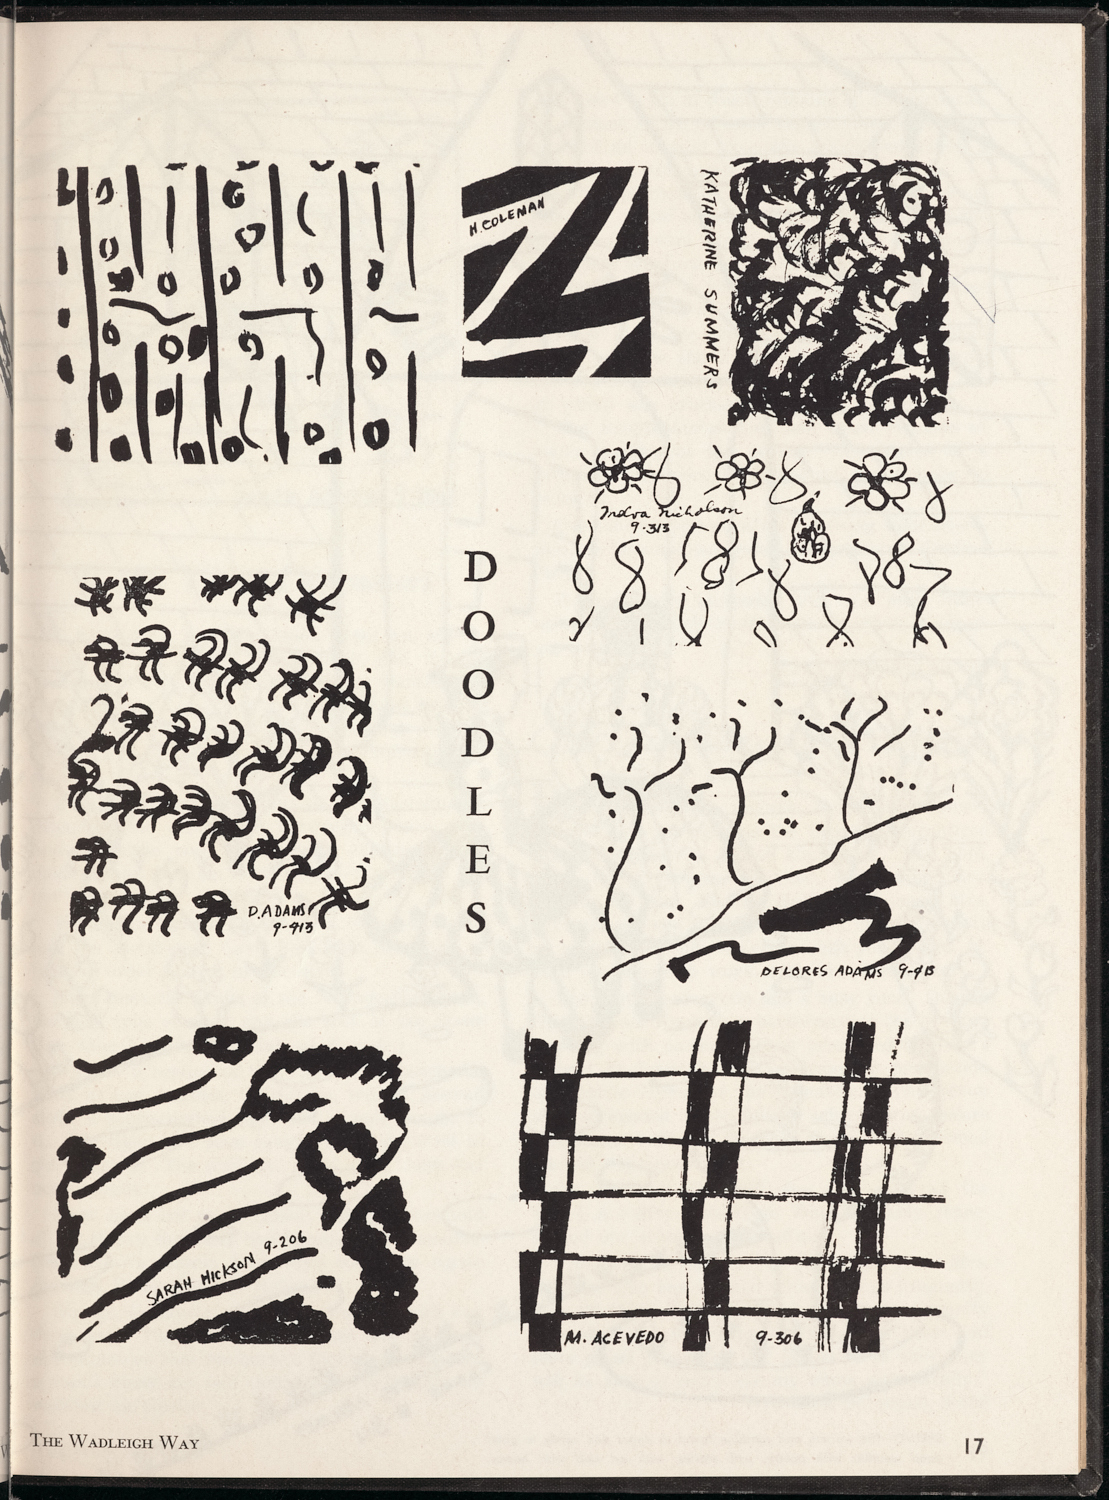 H. COLEMAN
KATHERINE SUMMERS
Nicholson
9-313
DOODLES
D. ADAMS
9-413
DELORES ADAMS 9-413
SARAH HICKSON 9-206
M. ACEVEDO 9-306
THE WADLEIGH WAY
17